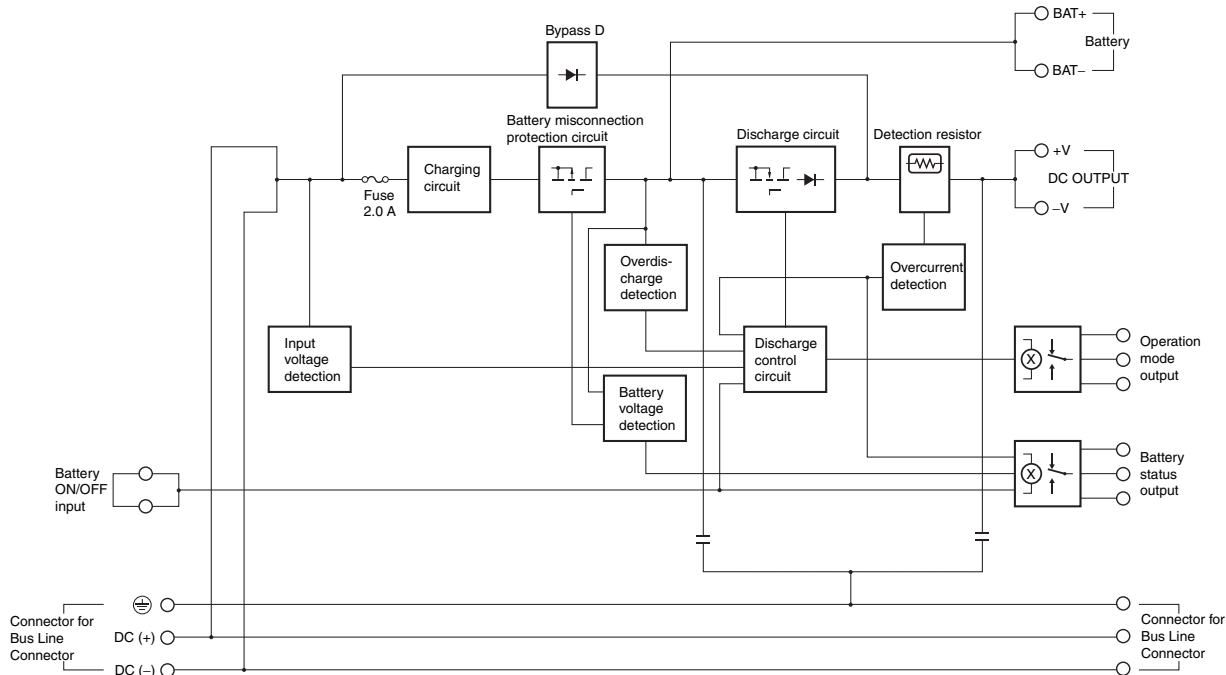 Bypass D
BAT+
Battery
BAT–
Battery misconnection
protection circuit
Discharge circuit
Detection resistor
Charging
circuit
Fuse
2.0 A
+V
DC OUTPUT
–V
Overdis-
charge
detection
Overcurrent
detection
Input
voltage
detection
Discharge
control
circuit
X
Operation
mode
output
Battery
voltage
detection
Battery
ON/OFF
input
X
Battery
status
output
Connector for
Bus Line
Connector
DC (+)
DC (–)
Connector for
Bus Line
Connector